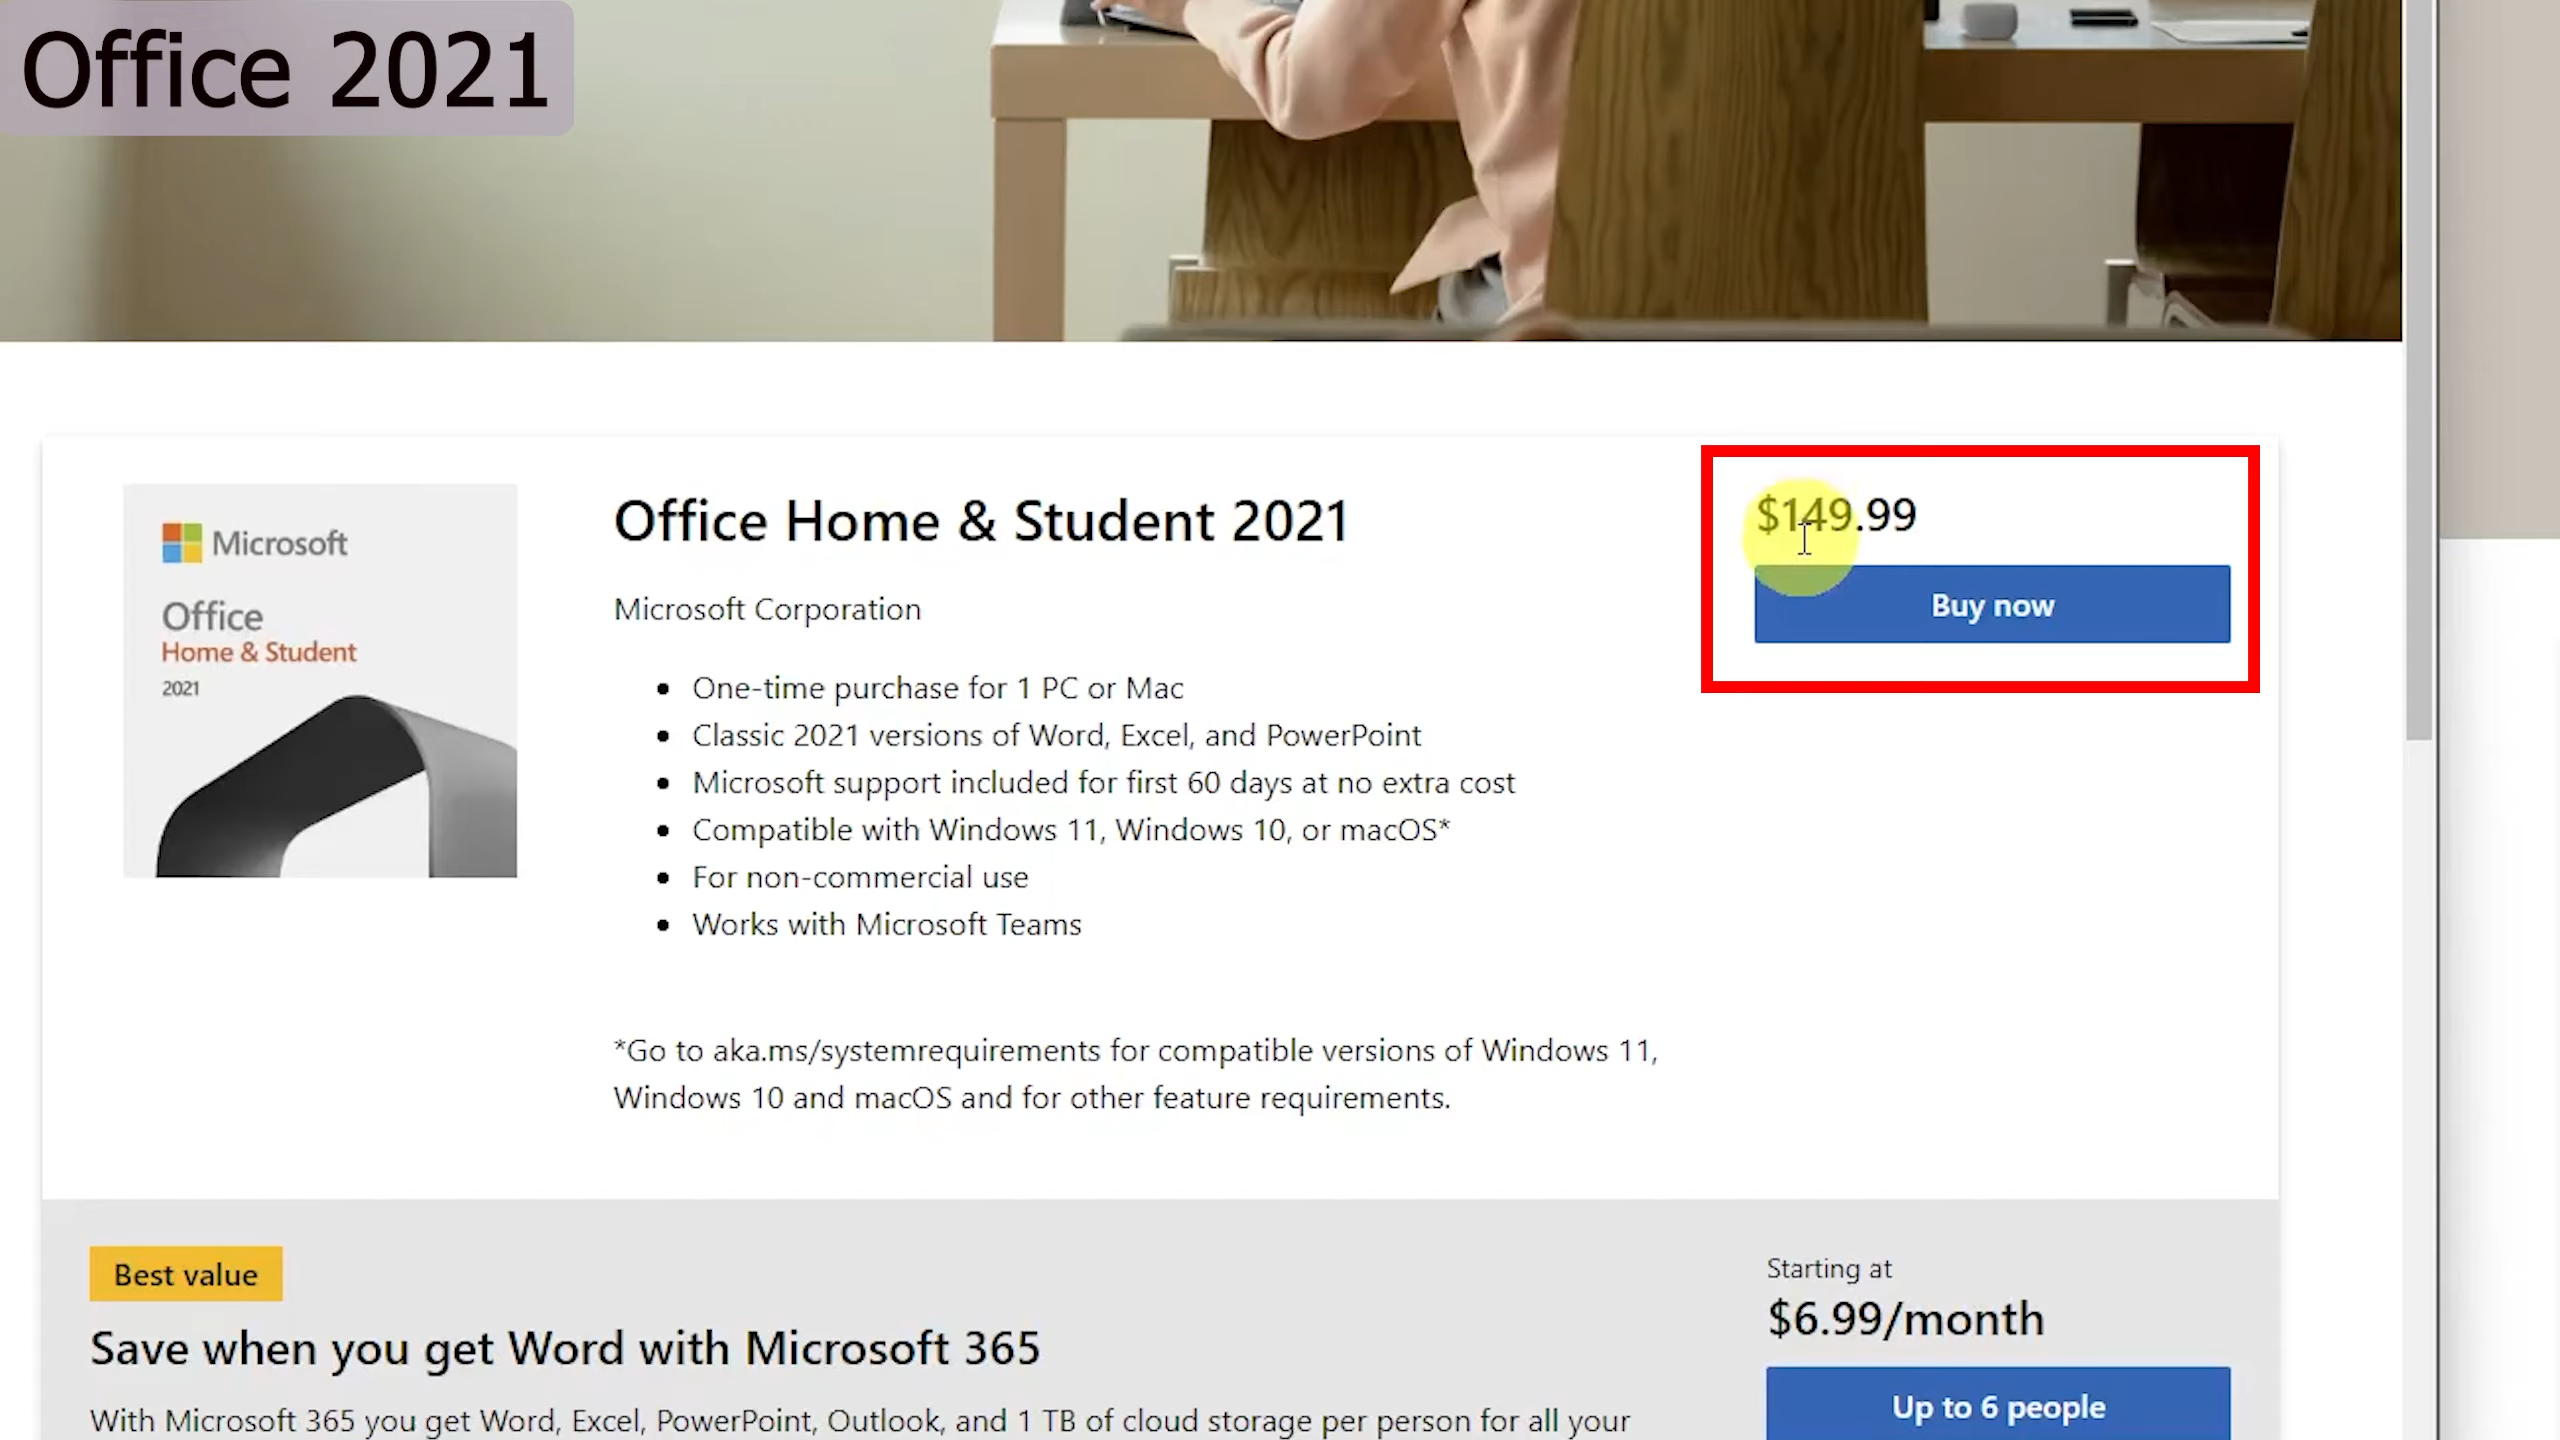 Office 2021
Microsoft
Office
Home & Student
2021
Office Home & Student 2021
Microsoft Corporation
• One-time purchase for 1 PC or Mac
• Classic 2021 versions of Word, Excel, and PowerPoint
• Microsoft support included for first 60 days at no extra cost
• Compatible with Windows 11, Windows 10, or macOS*
• For non-commercial use
• Works with Microsoft Teams
*Go to aka.ms/systemrequirements for compatible versions of Windows 11,
Windows 10 and macOS and for other feature requirements.
$149.99
Buy now
Best value
Save when you get Word with Microsoft 365
With Microsoft 365 you get Word, Excel, PowerPoint, Outlook, and 1 TB of cloud storage per person for all your
Starting at
$6.99/month
Up to 6 people